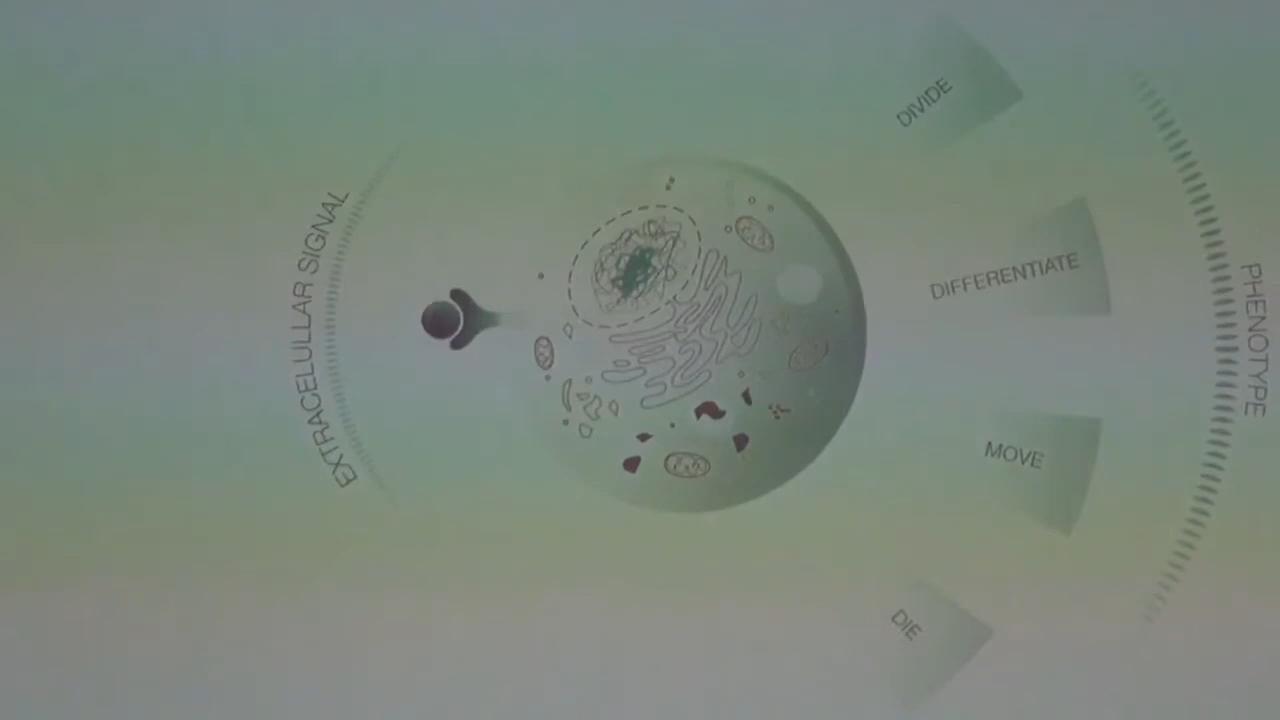 EXTRACELULLAR SIGNAL
DIVIDE
DIFFERENTIATE
MOVE
DIE
PHENOTYPE